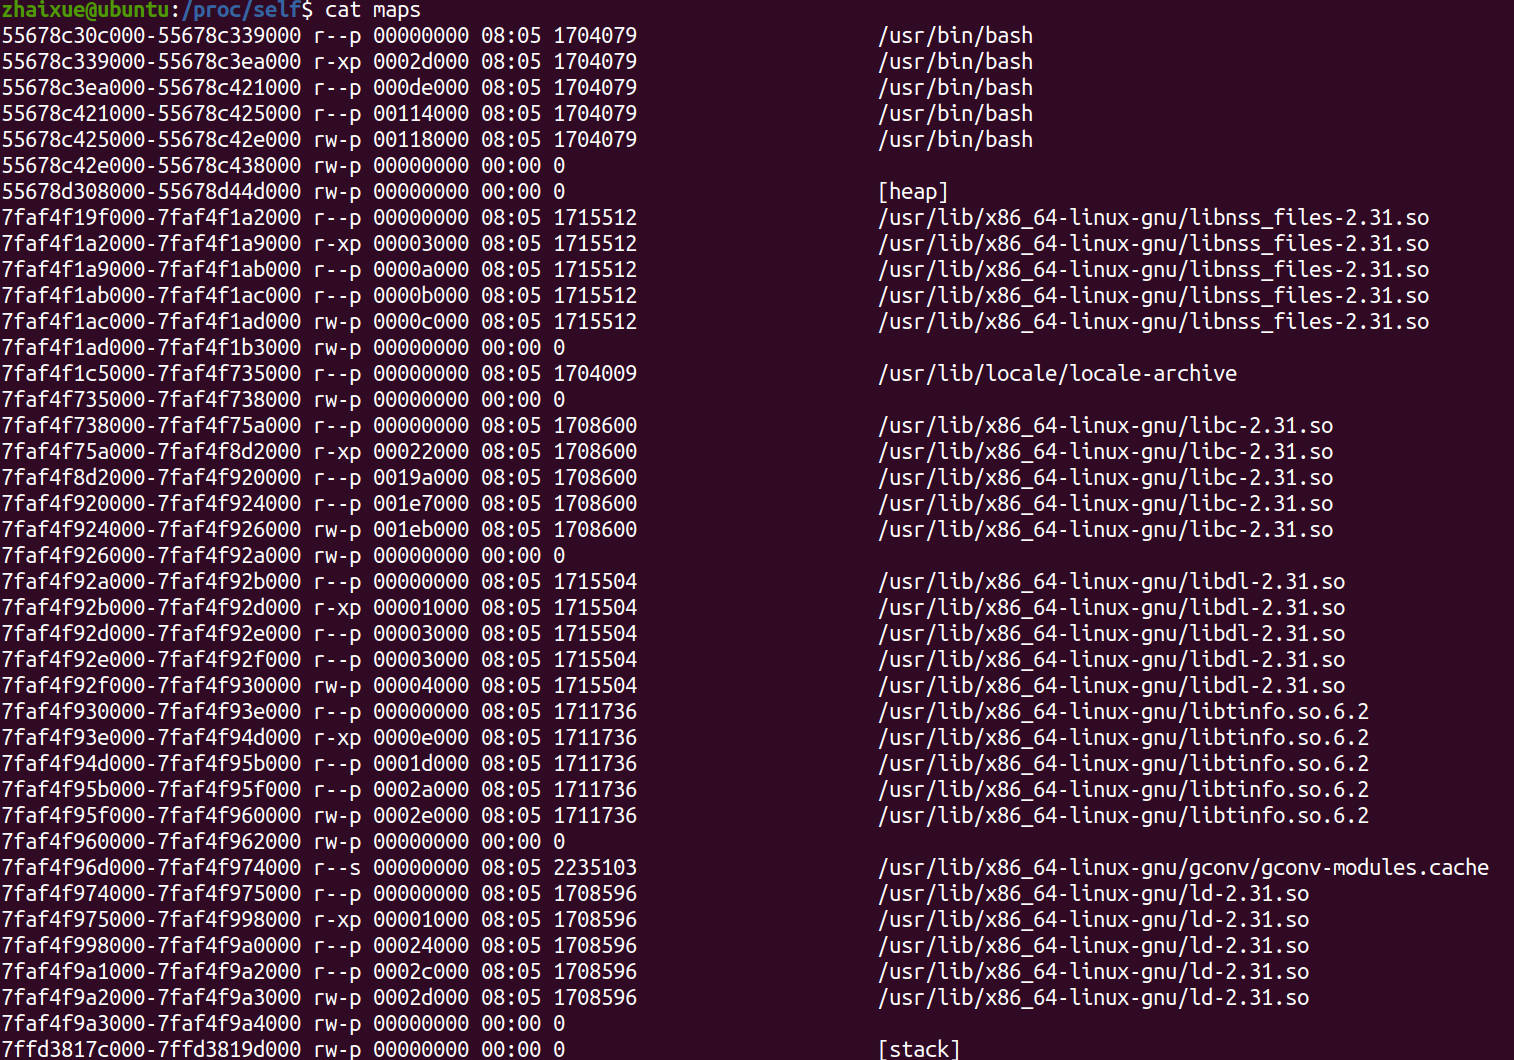 zhaixue@ubuntu:/proc/self$ cat maps
55678c30c000-55678c339000 r--p 00000000 08:05 1704079 /usr/bin/bash
55678c339000-55678c3ea000 r-xp 0002d000 08:05 1704079 /usr/bin/bash
55678c3ea000-55678c421000 r--p 000de000 08:05 1704079 /usr/bin/bash
55678c421000-55678c425000 r--p 00114000 08:05 1704079 /usr/bin/bash
55678c425000-55678c42e000 rw-p 00118000 08:05 1704079 /usr/bin/bash
55678c42e000-55678c438000 rw-p 00000000 00:00 0
55678d308000-55678d44d000 rw-p 00000000 00:00 0 [heap]
7faf4f19f000-7faf4f1a2000 r--p 00000000 08:05 1715512 /usr/lib/x86_64-linux-gnu/libnss_files-2.31.so
7faf4f1a2000-7faf4f1a9000 r-xp 00003000 08:05 1715512 /usr/lib/x86_64-linux-gnu/libnss_files-2.31.so
7faf4f1a9000-7faf4f1ab000 r--p 0000a000 08:05 1715512 /usr/lib/x86_64-linux-gnu/libnss_files-2.31.so
7faf4f1ab000-7faf4f1ac000 r--p 0000b000 08:05 1715512 /usr/lib/x86_64-linux-gnu/libnss_files-2.31.so
7faf4f1ac000-7faf4f1ad000 rw-p 0000c000 08:05 1715512 /usr/lib/x86_64-linux-gnu/libnss_files-2.31.so
7faf4f1ad000-7faf4f1b3000 rw-p 00000000 00:00 0
7faf4f1c5000-7faf4f735000 r--p 00000000 08:05 1704009 /usr/lib/locale/locale-archive
7faf4f735000-7faf4f738000 rw-p 00000000 00:00 0
7faf4f738000-7faf4f75a000 r--p 00000000 08:05 1708600 /usr/lib/x86_64-linux-gnu/libc-2.31.so
7faf4f75a000-7faf4f8d2000 r-xp 00022000 08:05 1708600 /usr/lib/x86_64-linux-gnu/libc-2.31.so
7faf4f8d2000-7faf4f920000 r--p 0019a000 08:05 1708600 /usr/lib/x86_64-linux-gnu/libc-2.31.so
7faf4f920000-7faf4f924000 r--p 001e7000 08:05 1708600 /usr/lib/x86_64-linux-gnu/libc-2.31.so
7faf4f924000-7faf4f926000 rw-p 001eb000 08:05 1708600 /usr/lib/x86_64-linux-gnu/libc-2.31.so
7faf4f926000-7faf4f92a000 rw-p 00000000 00:00 0
7faf4f92a000-7faf4f92b000 r--p 00000000 08:05 1715504 /usr/lib/x86_64-linux-gnu/libdl-2.31.so
7faf4f92b000-7faf4f92d000 r-xp 00001000 08:05 1715504 /usr/lib/x86_64-linux-gnu/libdl-2.31.so
7faf4f92d000-7faf4f92e000 r--p 00003000 08:05 1715504 /usr/lib/x86_64-linux-gnu/libdl-2.31.so
7faf4f92e000-7faf4f92f000 r--p 00003000 08:05 1715504 /usr/lib/x86_64-linux-gnu/libdl-2.31.so
7faf4f92f000-7faf4f930000 rw-p 00004000 08:05 1715504 /usr/lib/x86_64-linux-gnu/libdl-2.31.so
7faf4f930000-7faf4f93e000 r--p 00000000 08:05 1711736 /usr/lib/x86_64-linux-gnu/libtinfo.so.6.2
7faf4f93e000-7faf4f94d000 r-xp 0000e000 08:05 1711736 /usr/lib/x86_64-linux-gnu/libtinfo.so.6.2
7faf4f94d000-7faf4f95b000 r--p 0001d000 08:05 1711736 /usr/lib/x86_64-linux-gnu/libtinfo.so.6.2
7faf4f95b000-7faf4f95f000 r--p 0002a000 08:05 1711736 /usr/lib/x86_64-linux-gnu/libtinfo.so.6.2
7faf4f95f000-7faf4f960000 rw-p 0002e000 08:05 1711736 /usr/lib/x86_64-linux-gnu/libtinfo.so.6.2
7faf4f960000-7faf4f962000 rw-p 00000000 00:00 0
7faf4f96d000-7faf4f974000 r--s 00000000 08:05 2235103 /usr/lib/x86_64-linux-gnu/gconv/gconv-modules.cache
7faf4f974000-7faf4f975000 r--p 00000000 08:05 1708596 /usr/lib/x86_64-linux-gnu/ld-2.31.so
7faf4f975000-7faf4f998000 r-xp 00001000 08:05 1708596 /usr/lib/x86_64-linux-gnu/ld-2.31.so
7faf4f998000-7faf4f9a0000 r--p 00024000 08:05 1708596 /usr/lib/x86_64-linux-gnu/ld-2.31.so
7faf4f9a1000-7faf4f9a2000 r--p 0002c000 08:05 1708596 /usr/lib/x86_64-linux-gnu/ld-2.31.so
7faf4f9a2000-7faf4f9a3000 rw-p 0002d000 08:05 1708596 /usr/lib/x86_64-linux-gnu/ld-2.31.so
7faf4f9a3000-7faf4f9a4000 rw-p 00000000 00:00 0
7ffd3817c000-7ffd3819d000 rw-p 00000000 00:00 0 [stack]